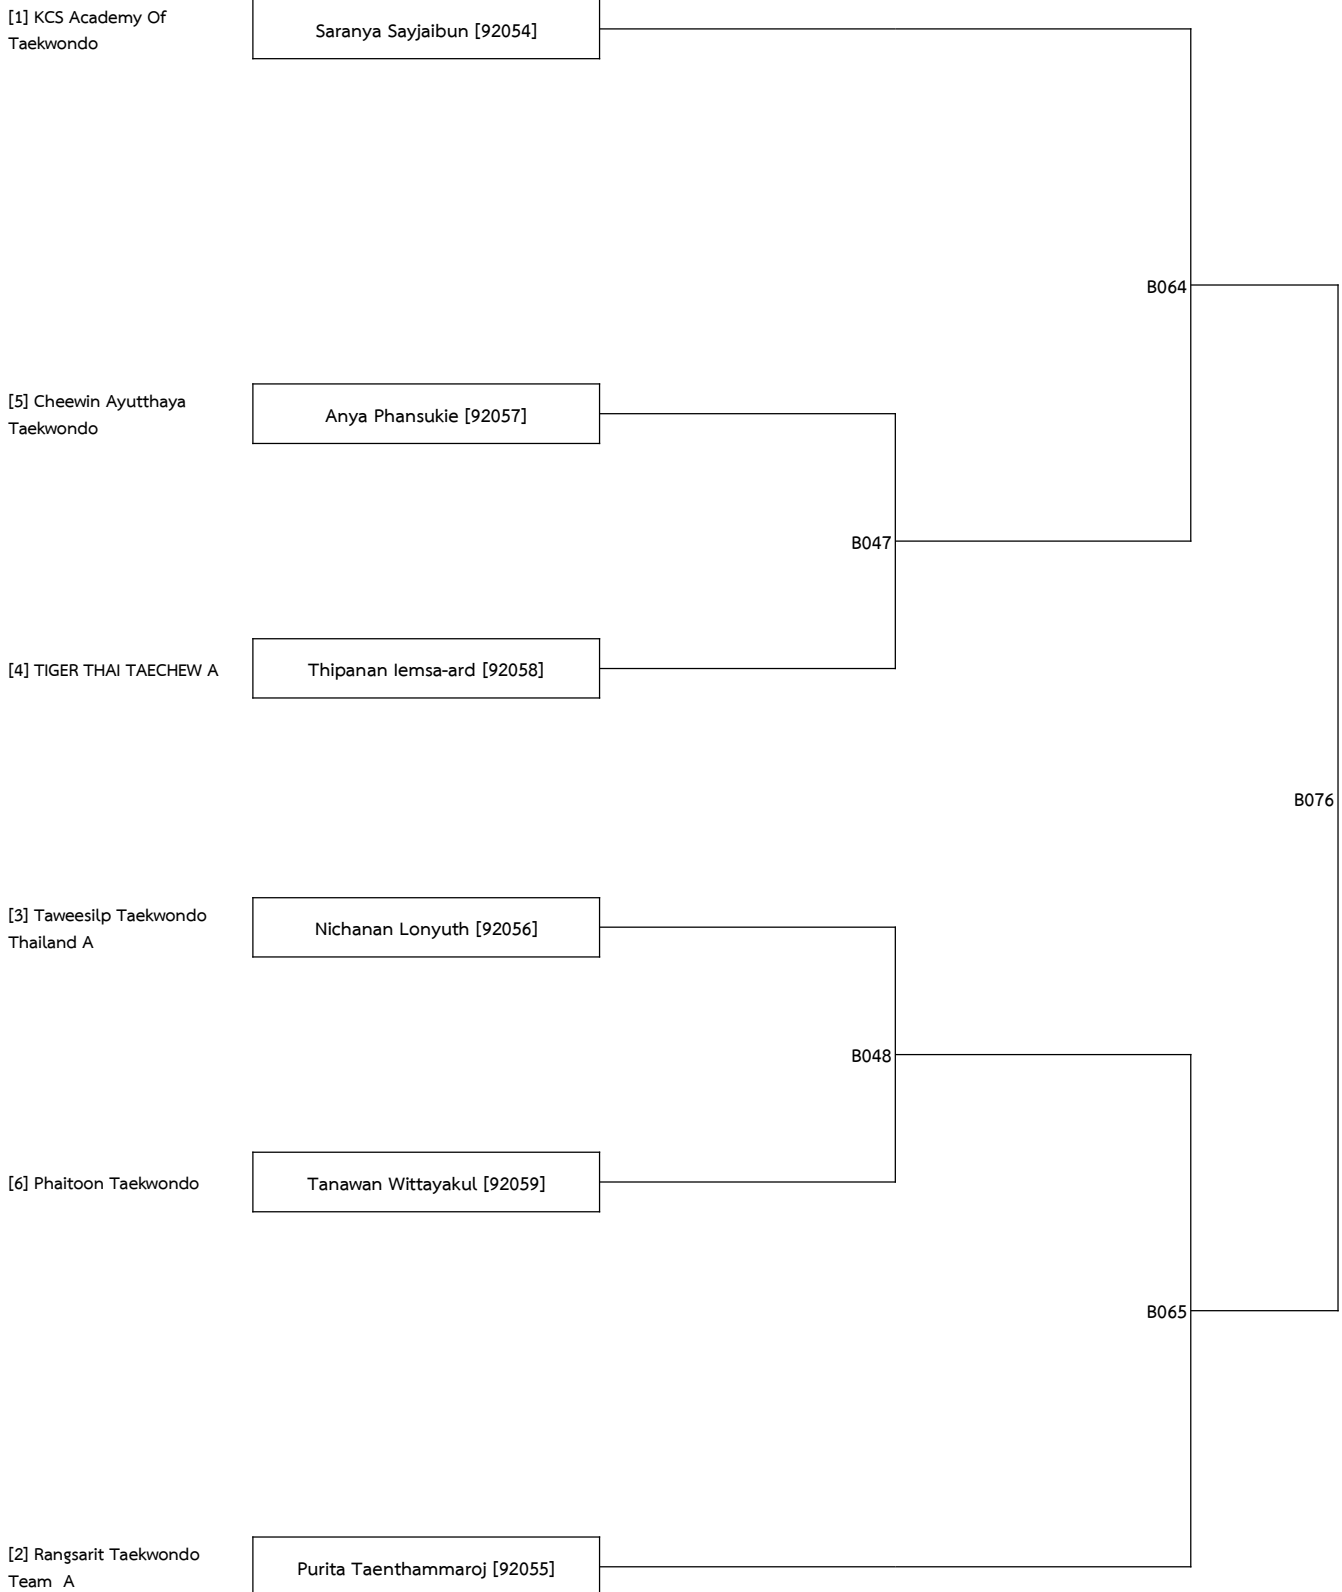 [1] KCS Academy Of
Taekwondo
Saranya Sayjaibun [92054]
B064
[5] Cheewin Ayutthaya
Taekwondo
Anya Phansukie [92057]
B047
[4] TIGER THAI TAECHEW A
Thipanan Iemsa-ard [92058]
B076
[3] Taweesilp Taekwondo
Thailand A
Nichanan Lonyuth [92056]
B048
[6] Phaitoon Taekwondo
Tanawan Wittayakul [92059]
B065
[2] Rangsarit Taekwondo
Team  A
Purita Taenthammaroj [92055]